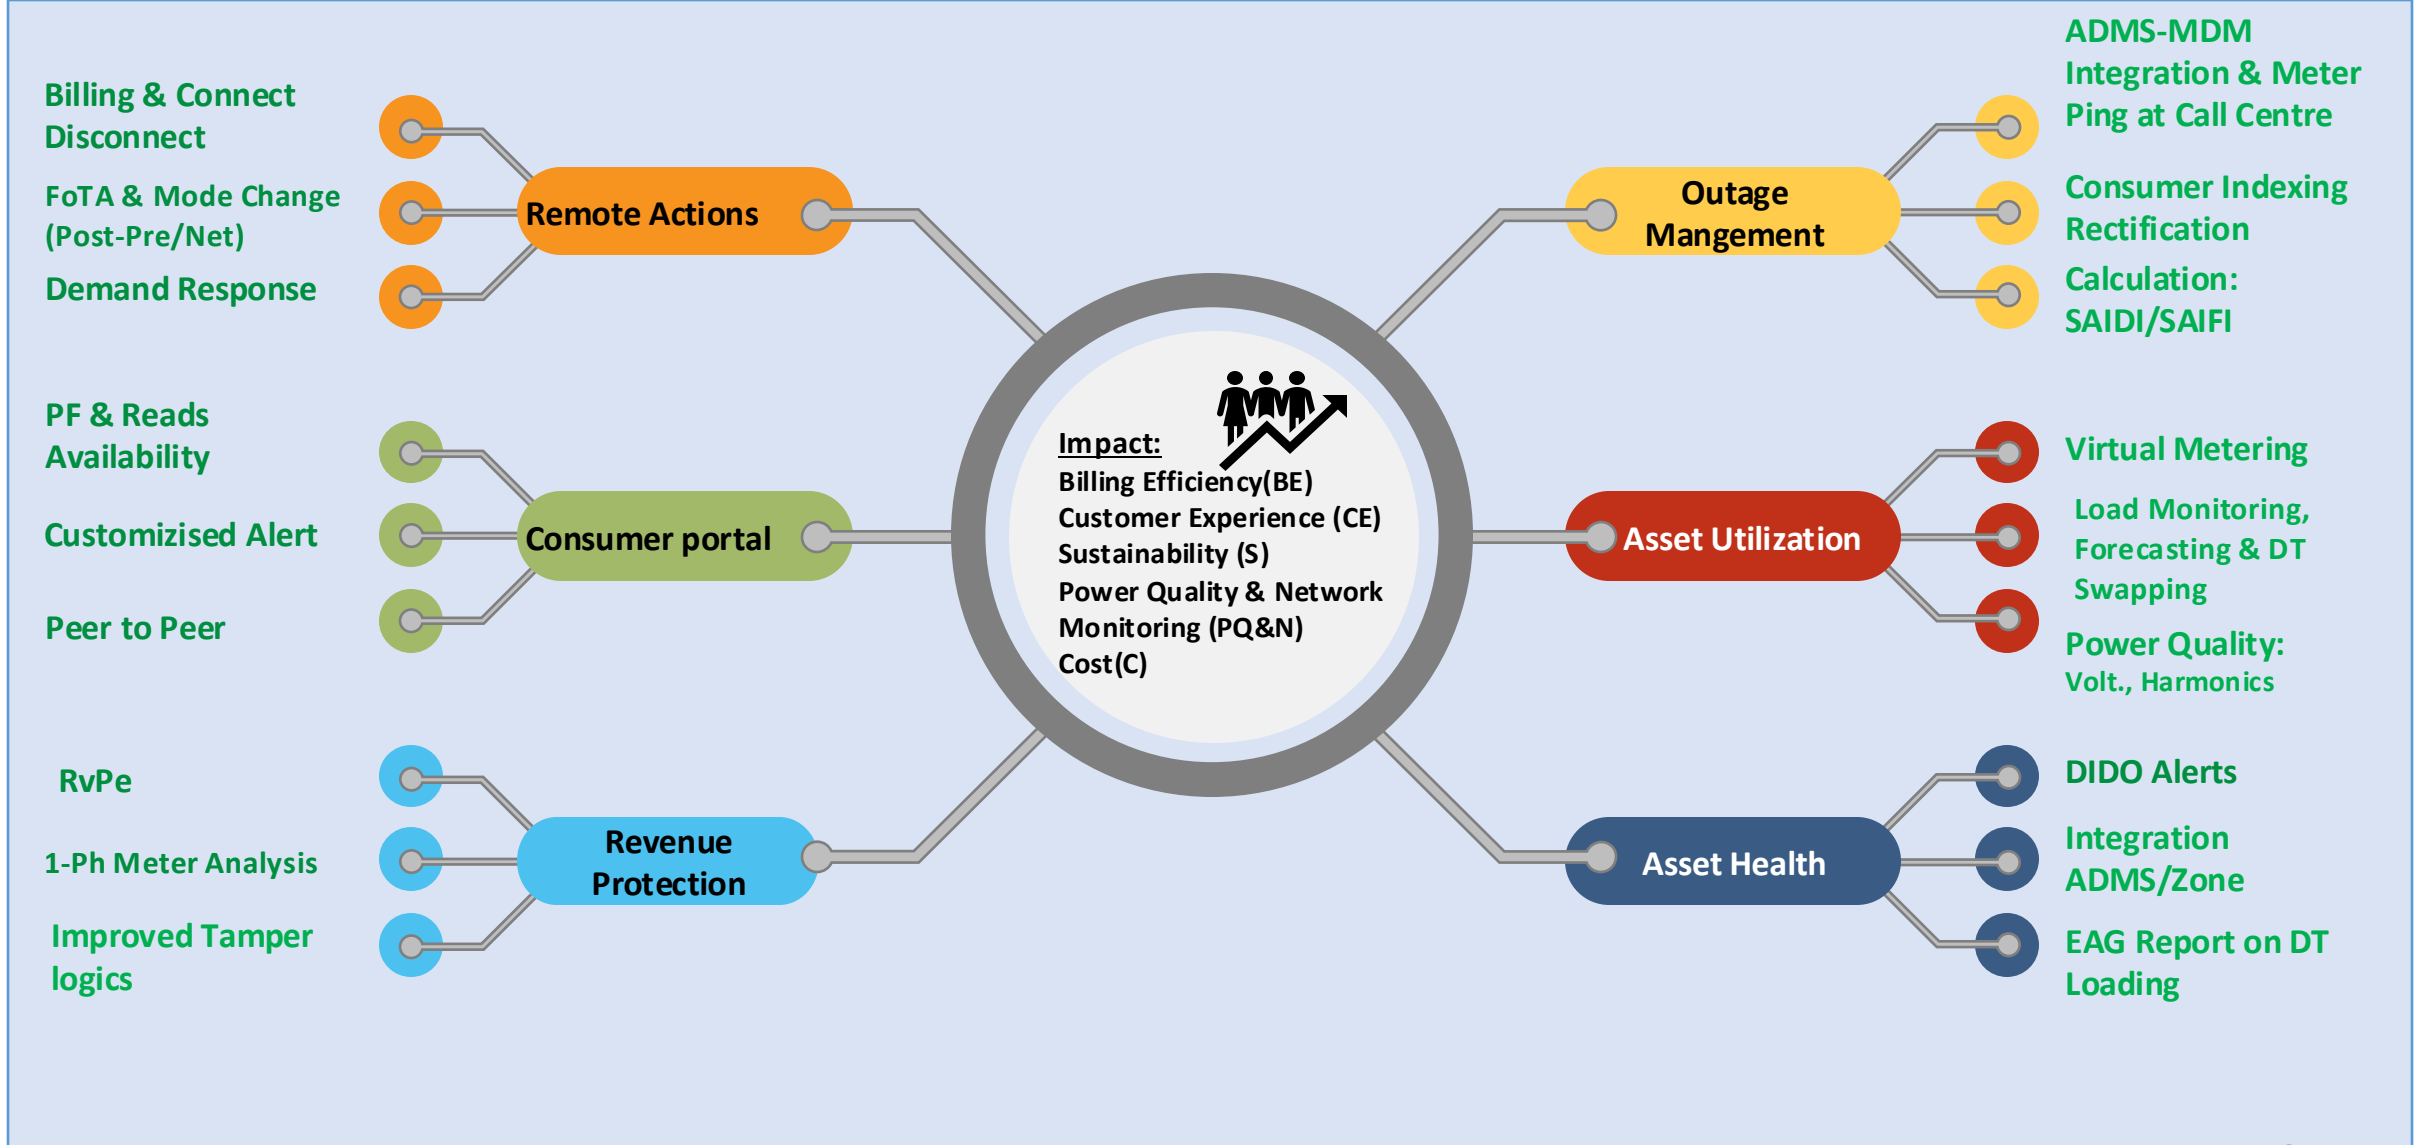 Billing & Connect
Disconnect
FoTA & Mode Change
(Post-Pre/Net)
Demand Response
Remote Actions
PF & Reads
Availability
Customizised Alert
Peer to Peer
Consumer portal
RvPe
1-Ph Meter Analysis
Improved Tamper
logics
Revenue
Protection
Impact:
Billing Efficiency(BE)
Customer Experience (CE)
Sustainability (S)
Power Quality & Network
Monitoring (PQ&N)
Cost(C)
Outage
Mangement
ADMS-MDM
Integration & Meter
Ping at Call Centre
Consumer Indexing
Rectification
Calculation:
SAIDI/SAIFI
Asset Utilization
Virtual Metering
Load Monitoring,
Forecasting & DT
Swapping
Power Quality:
Volt., Harmonics
Asset Health
DIDO Alerts
Integration
ADMS/Zone
EAG Report on DT
Loading